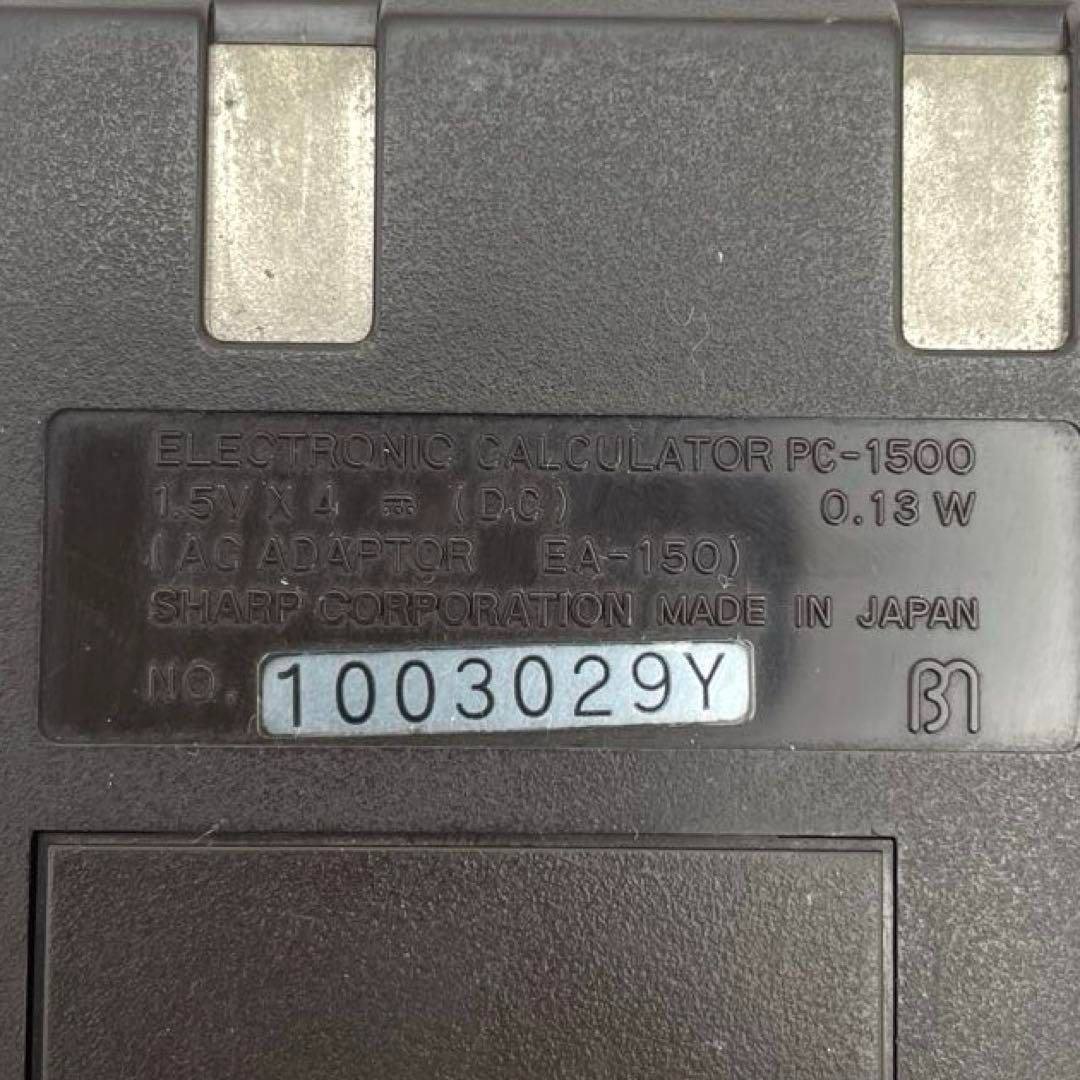 ELECTRONIC CALCULATOR PC-1500
1.5V X 4 ⎓ (DC) 0.13 W
(AC ADAPTOR EA-150)
SHARP CORPORATION MADE IN JAPAN
NO. 1003029Y